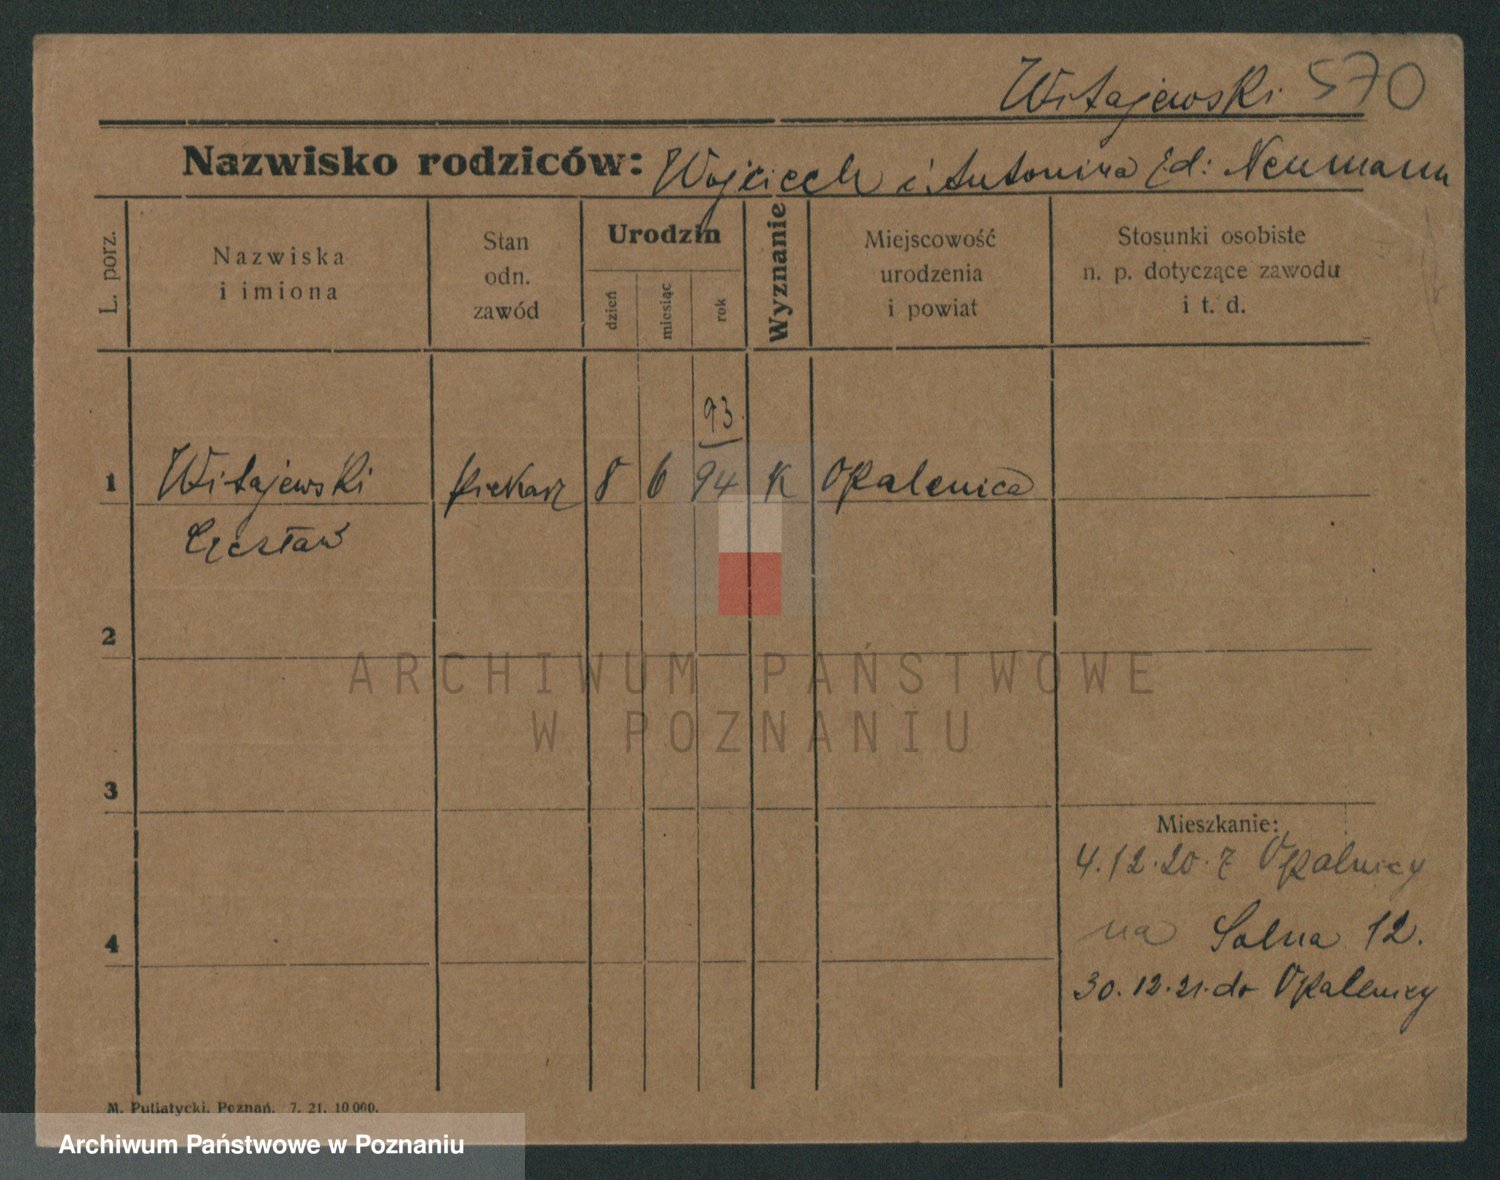 Witajewski 570
Nazwisko rodziców: Wojciech i Antonina Neumann
L. porz.
Nazwiska
i imiona
Stan
odn.
zawód
Urodzin
dzień
miesiąc
rok
Wyznanie
Miejscowość
urodzenia
i powiat
Stosunki osobiste
n. p. dotyczące zawodu
i t. d.
93.
1 Witajewski piekarz 8 6 94 K Opalenica
Czesław
2
ARCHIWUM PAŃSTWOWE
W POZNANIU
3
Mieszkanie:
4.12.20. z Opalnicy
4
na Solna 12.
30.12.21. do Opalenicy
M. Putiatycki, Poznań. 7. 21. 10 000.
Archiwum Państwowe w Poznaniu